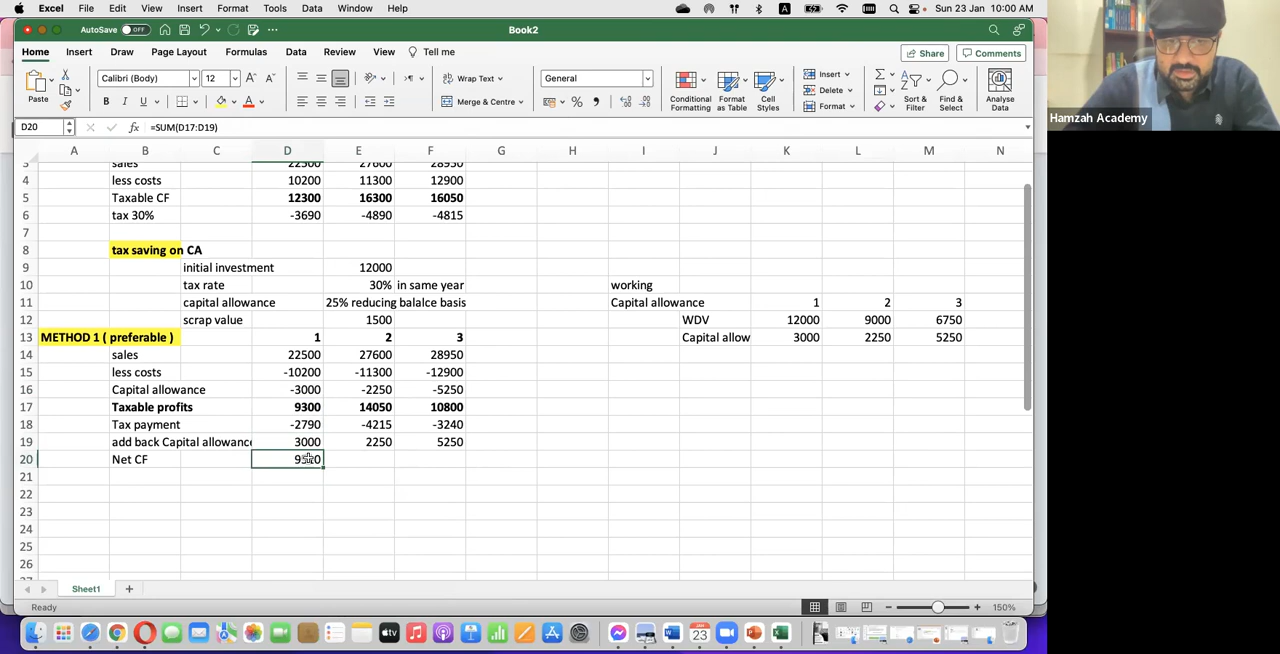 Excel File Edit View Insert Format Tools Data Window Help Sun 23 Jan 10:00 AM
AutoSave OFF Book2
Home Insert Draw Page Layout Formulas Data Review View Tell me Share Comments
Paste Calibri (Body) 12 B I U Wrap Text Merge & Centre General Conditional Formatting Format as Table Cell Styles Insert Delete Format Sort & Filter Find & Select Analyse Data
Hamzah Academy
D20 fx =SUM(D17:D19)
A B C D E F G H I J K L M N
3 sales 22500 27600 28950
4 less costs 10200 11300 12900
5 Taxable CF 12300 16300 16050
6 tax 30% -3690 -4890 -4815
7
8 tax saving on CA
9 initial investment 12000
10 tax rate 30% in same year working
11 capital allowance 25% reducing balalce basis Capital allowance 1 2 3
12 scrap value 1500 WDV 12000 9000 6750
13 METHOD 1 ( preferable ) 1 2 3 Capital allow 3000 2250 5250
14 sales 22500 27600 28950
15 less costs -10200 -11300 -12900
16 Capital allowance -3000 -2250 -5250
17 Taxable profits 9300 14050 10800
18 Tax payment -2790 -4215 -3240
19 add back Capital allowance 3000 2250 5250
20 Net CF
21
22
23
24
25
26
Sheet1
Ready 150%
JAN
23